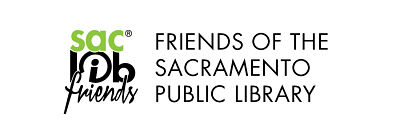 sac®
lib
friends
FRIENDS OF THE
SACRAMENTO
PUBLIC LIBRARY